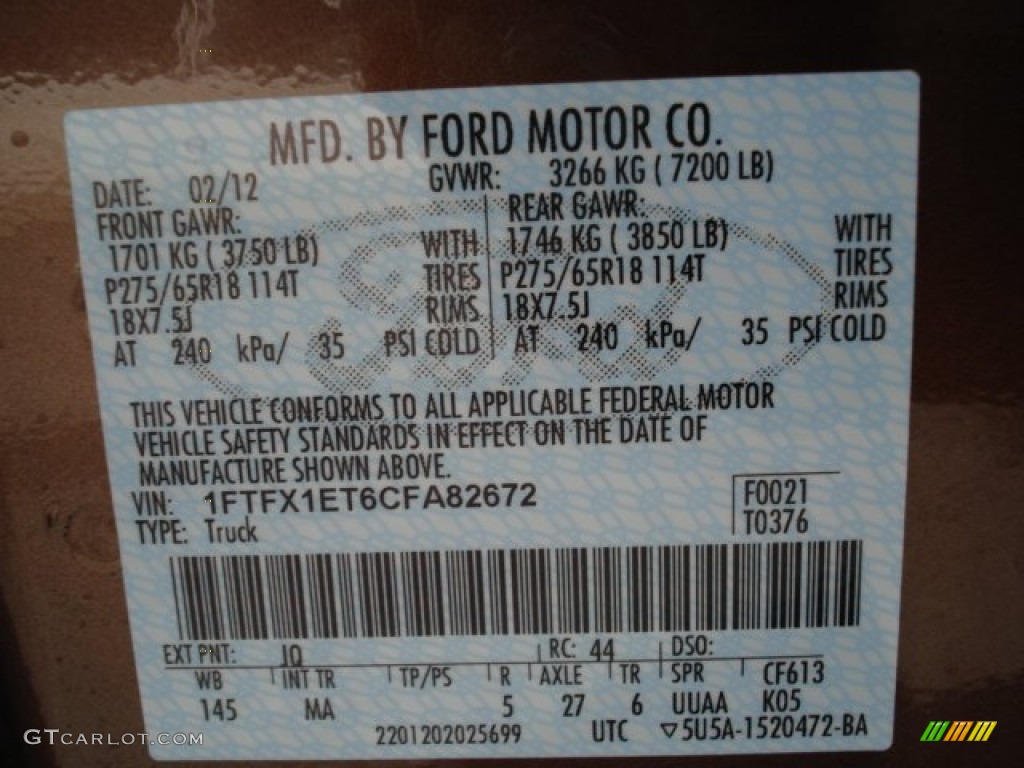 MFD. BY FORD MOTOR CO.
DATE: 02/12 GVWR: 3266 KG ( 7200 LB)
FRONT GAWR: REAR GAWR:
1701 KG ( 3750 LB) WITH 1746 KG ( 3850 LB) WITH
P275/65R18 114T TIRES P275/65R18 114T TIRES
18X7.5J RIMS 18X7.5J RIMS
AT 240 kPa/ 35 PSI COLD AT 240 kPa/ 35 PSI COLD
THIS VEHICLE CONFORMS TO ALL APPLICABLE FEDERAL MOTOR
VEHICLE SAFETY STANDARDS IN EFFECT ON THE DATE OF
MANUFACTURE SHOWN ABOVE.
VIN: 1FTFX1ET6CFA82672 F0021
TYPE: Truck T0376
EXT PNT: JQ RC: 44 DSO:
WB INT TR TP/PS R AXLE TR SPR CF613
145 MA 5 27 6 UUAA K05
2201202025699 UTC ▽5U5A-1520472-BA
GTCARLOT.COM